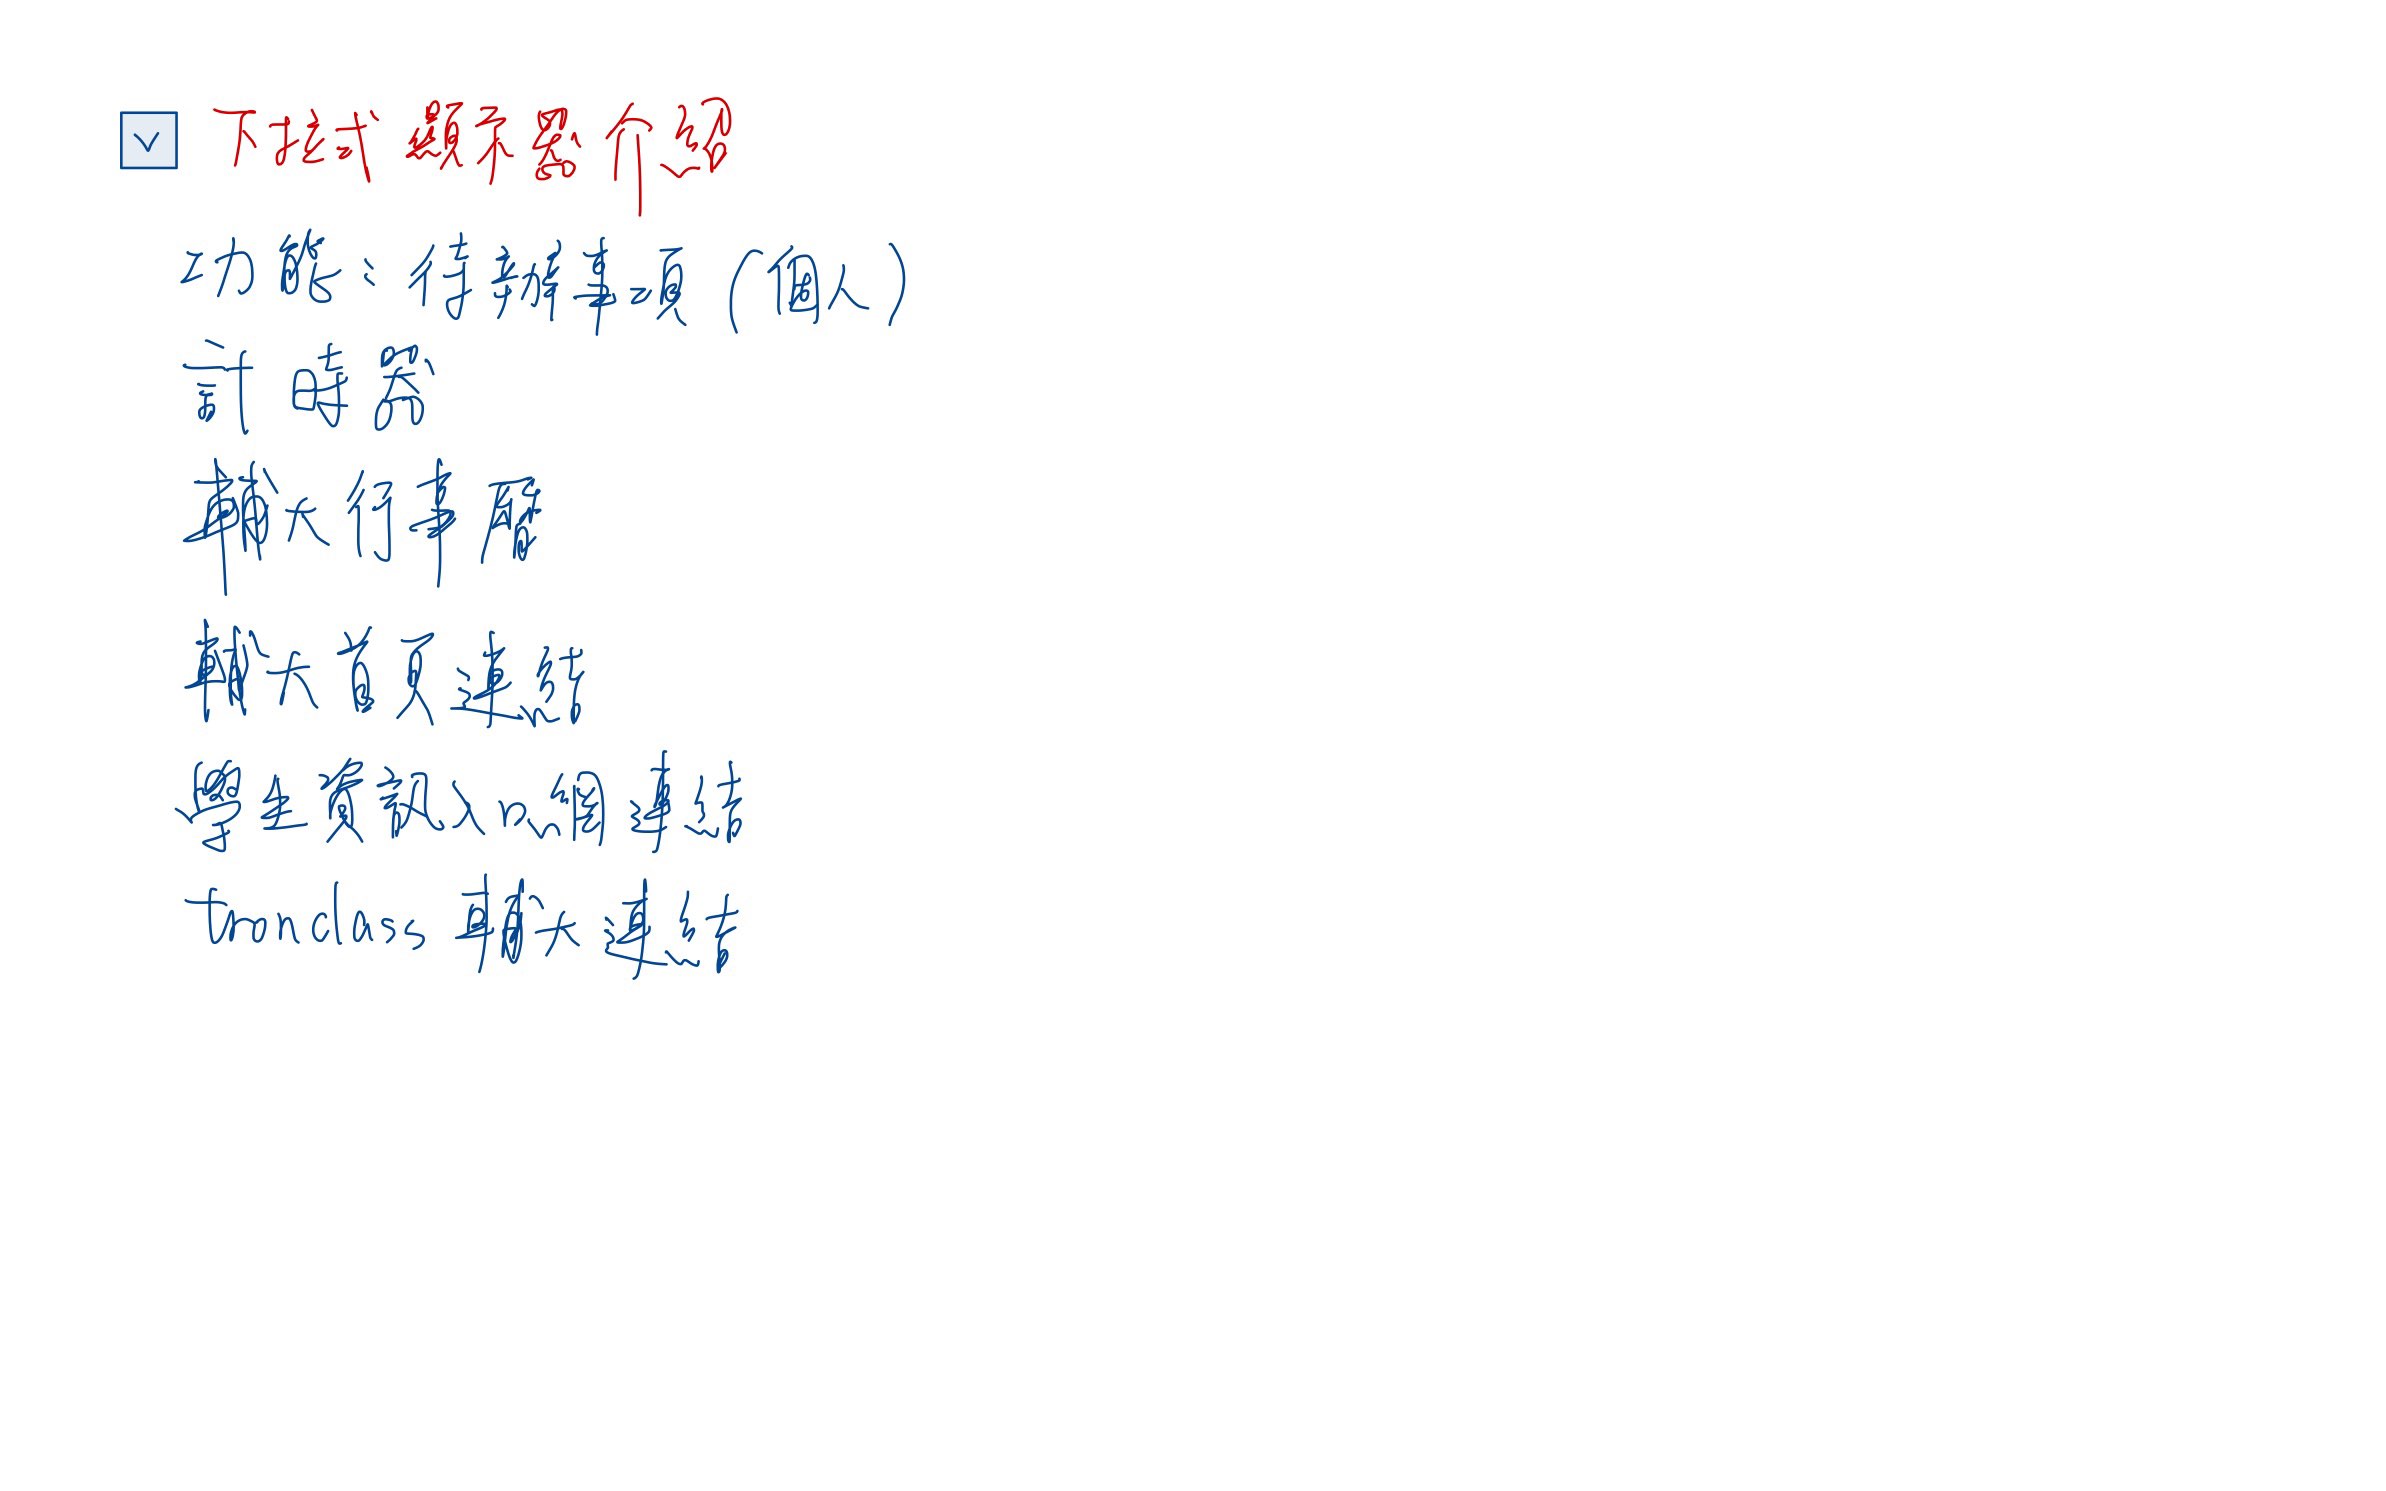 下拉式顯示器介紹
功能：待辦事項（個人）
計時器
輔大行事曆
輔大首頁連結
學生資訊入口網連結
tronclass 輔大連結